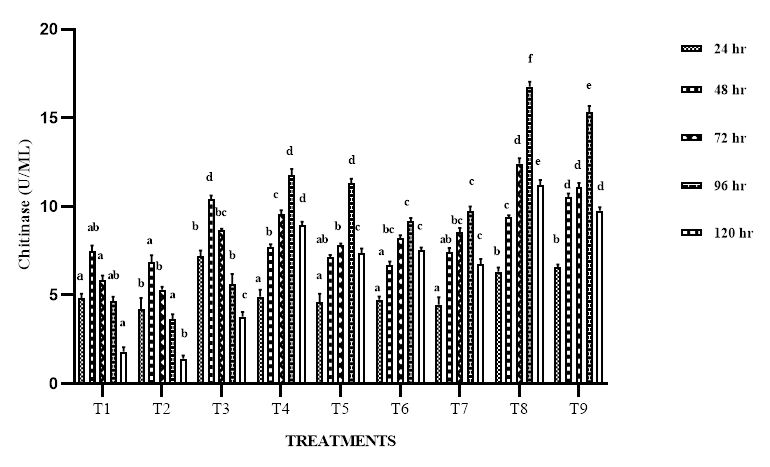 20
15
10
5
0
Chitinase (U/ML)
a ab a ab a
b a b a b
b d bc b c
a b c d d
a ab b d c
a a bc c c
a ab bc c c
b c d f e
b d d e d
T1 T2 T3 T4 T5 T6 T7 T8 T9
TREATMENTS
24 hr
48 hr
72 hr
96 hr
120 hr